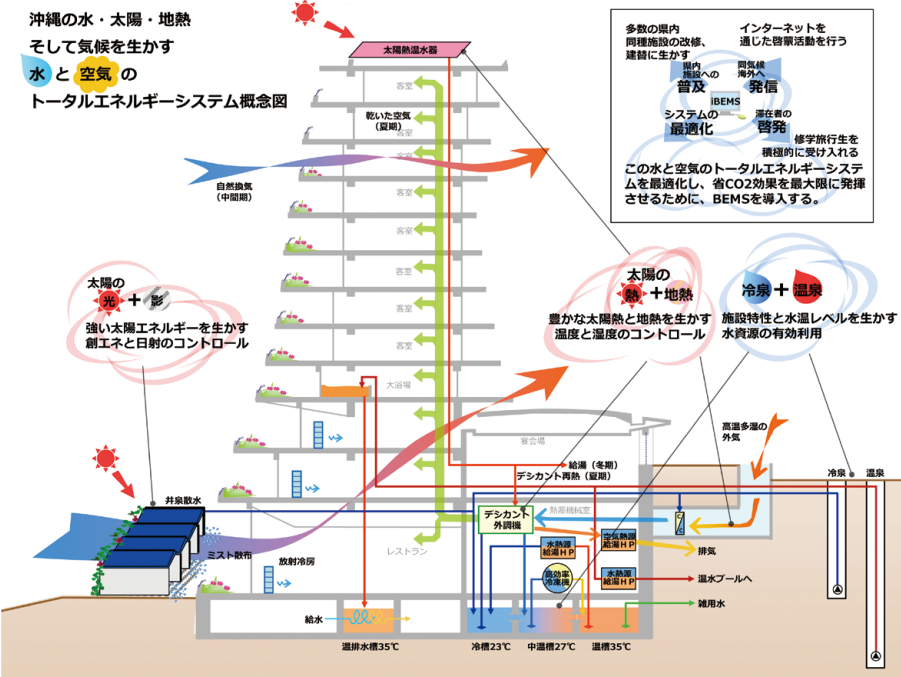 沖縄の水・太陽・地熱
そして気候を生かす
水と空気の
トータルエネルギーシステム概念図
太陽熱温水器
多数の県内
同種施設の改修、
建替に生かす
インターネットを
通じた啓蒙活動を行う
県内
施設への
普及
同気候
海外へ
発信
iBEMS
システムの
最適化
滞在者の
啓発
修学旅行生を
積極的に受け入れる
この水と空気のトータルエネルギーシステ
ムを最適化し、省CO2効果を最大限に発揮
させるために、BEMSを導入する。
客室
乾いた空気
（夏期）
客室
客室
客室
自然換気
（中間期）
客室
客室
客室
客室
客室
大浴場
太陽の
光＋影
強い太陽エネルギーを生かす
創エネと日射のコントロール
太陽の
熱＋地熱
豊かな太陽熱と地熱を生かす
温度と湿度のコントロール
冷泉＋温泉
施設特性と水温レベルを生かす
水資源の有効利用
宴会場
高温多湿の
外気
冷泉
温泉
給湯（冬期）
デシカント再熱（夏期）
井泉散水
デシカント
外調機
熱源機械室
C
C
水熱源
給湯ＨＰ
空気熱源
給湯ＨＰ
排気
レストラン
ミスト散布
放射冷房
高効率
冷凍機
水熱源
給湯ＨＰ
温水プールへ
給水
雑用水
温排水槽35℃
冷槽23℃
中温槽27℃
温槽35℃